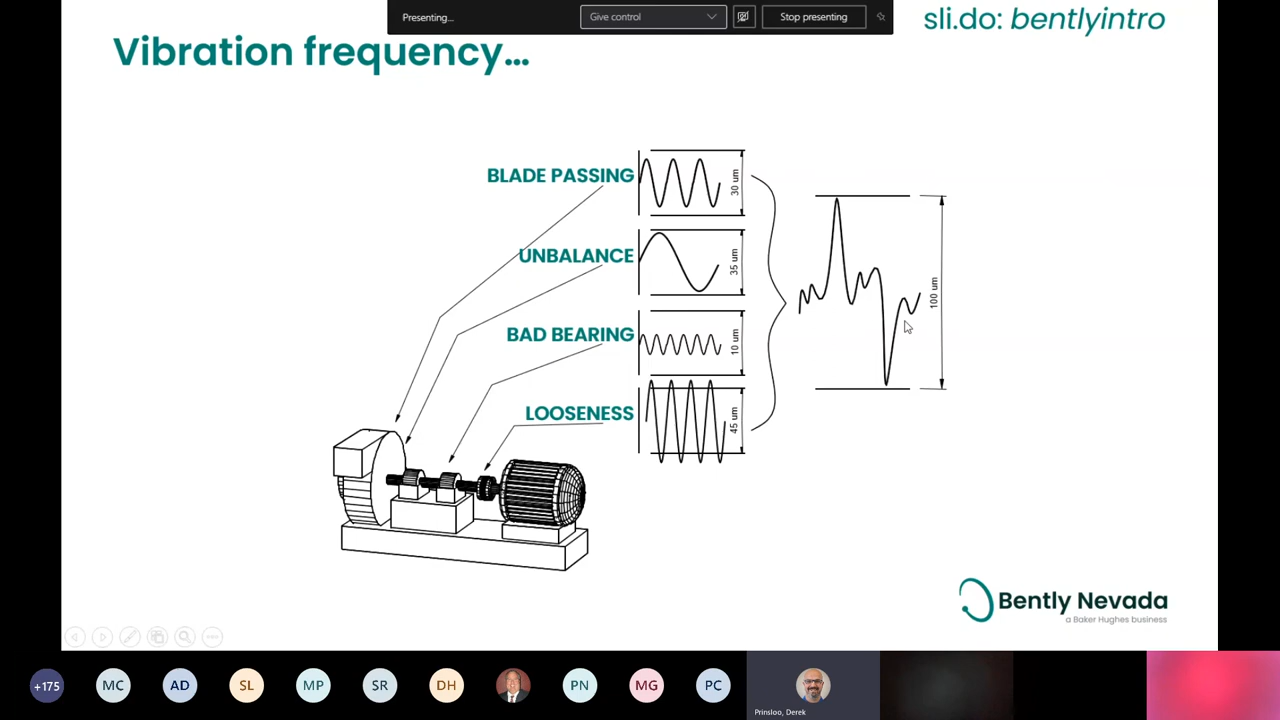 Presenting...
Give control
Stop presenting
sli.do: bentlyintro
Vibration frequency...
BLADE PASSING
30 um
UNBALANCE
35 um
BAD BEARING
10 um
LOOSENESS
45 um
100 um
Bently Nevada
a Baker Hughes business
+175
MC
AD
SL
MP
SR
DH
PN
MG
PC
Prinsloo, Derek